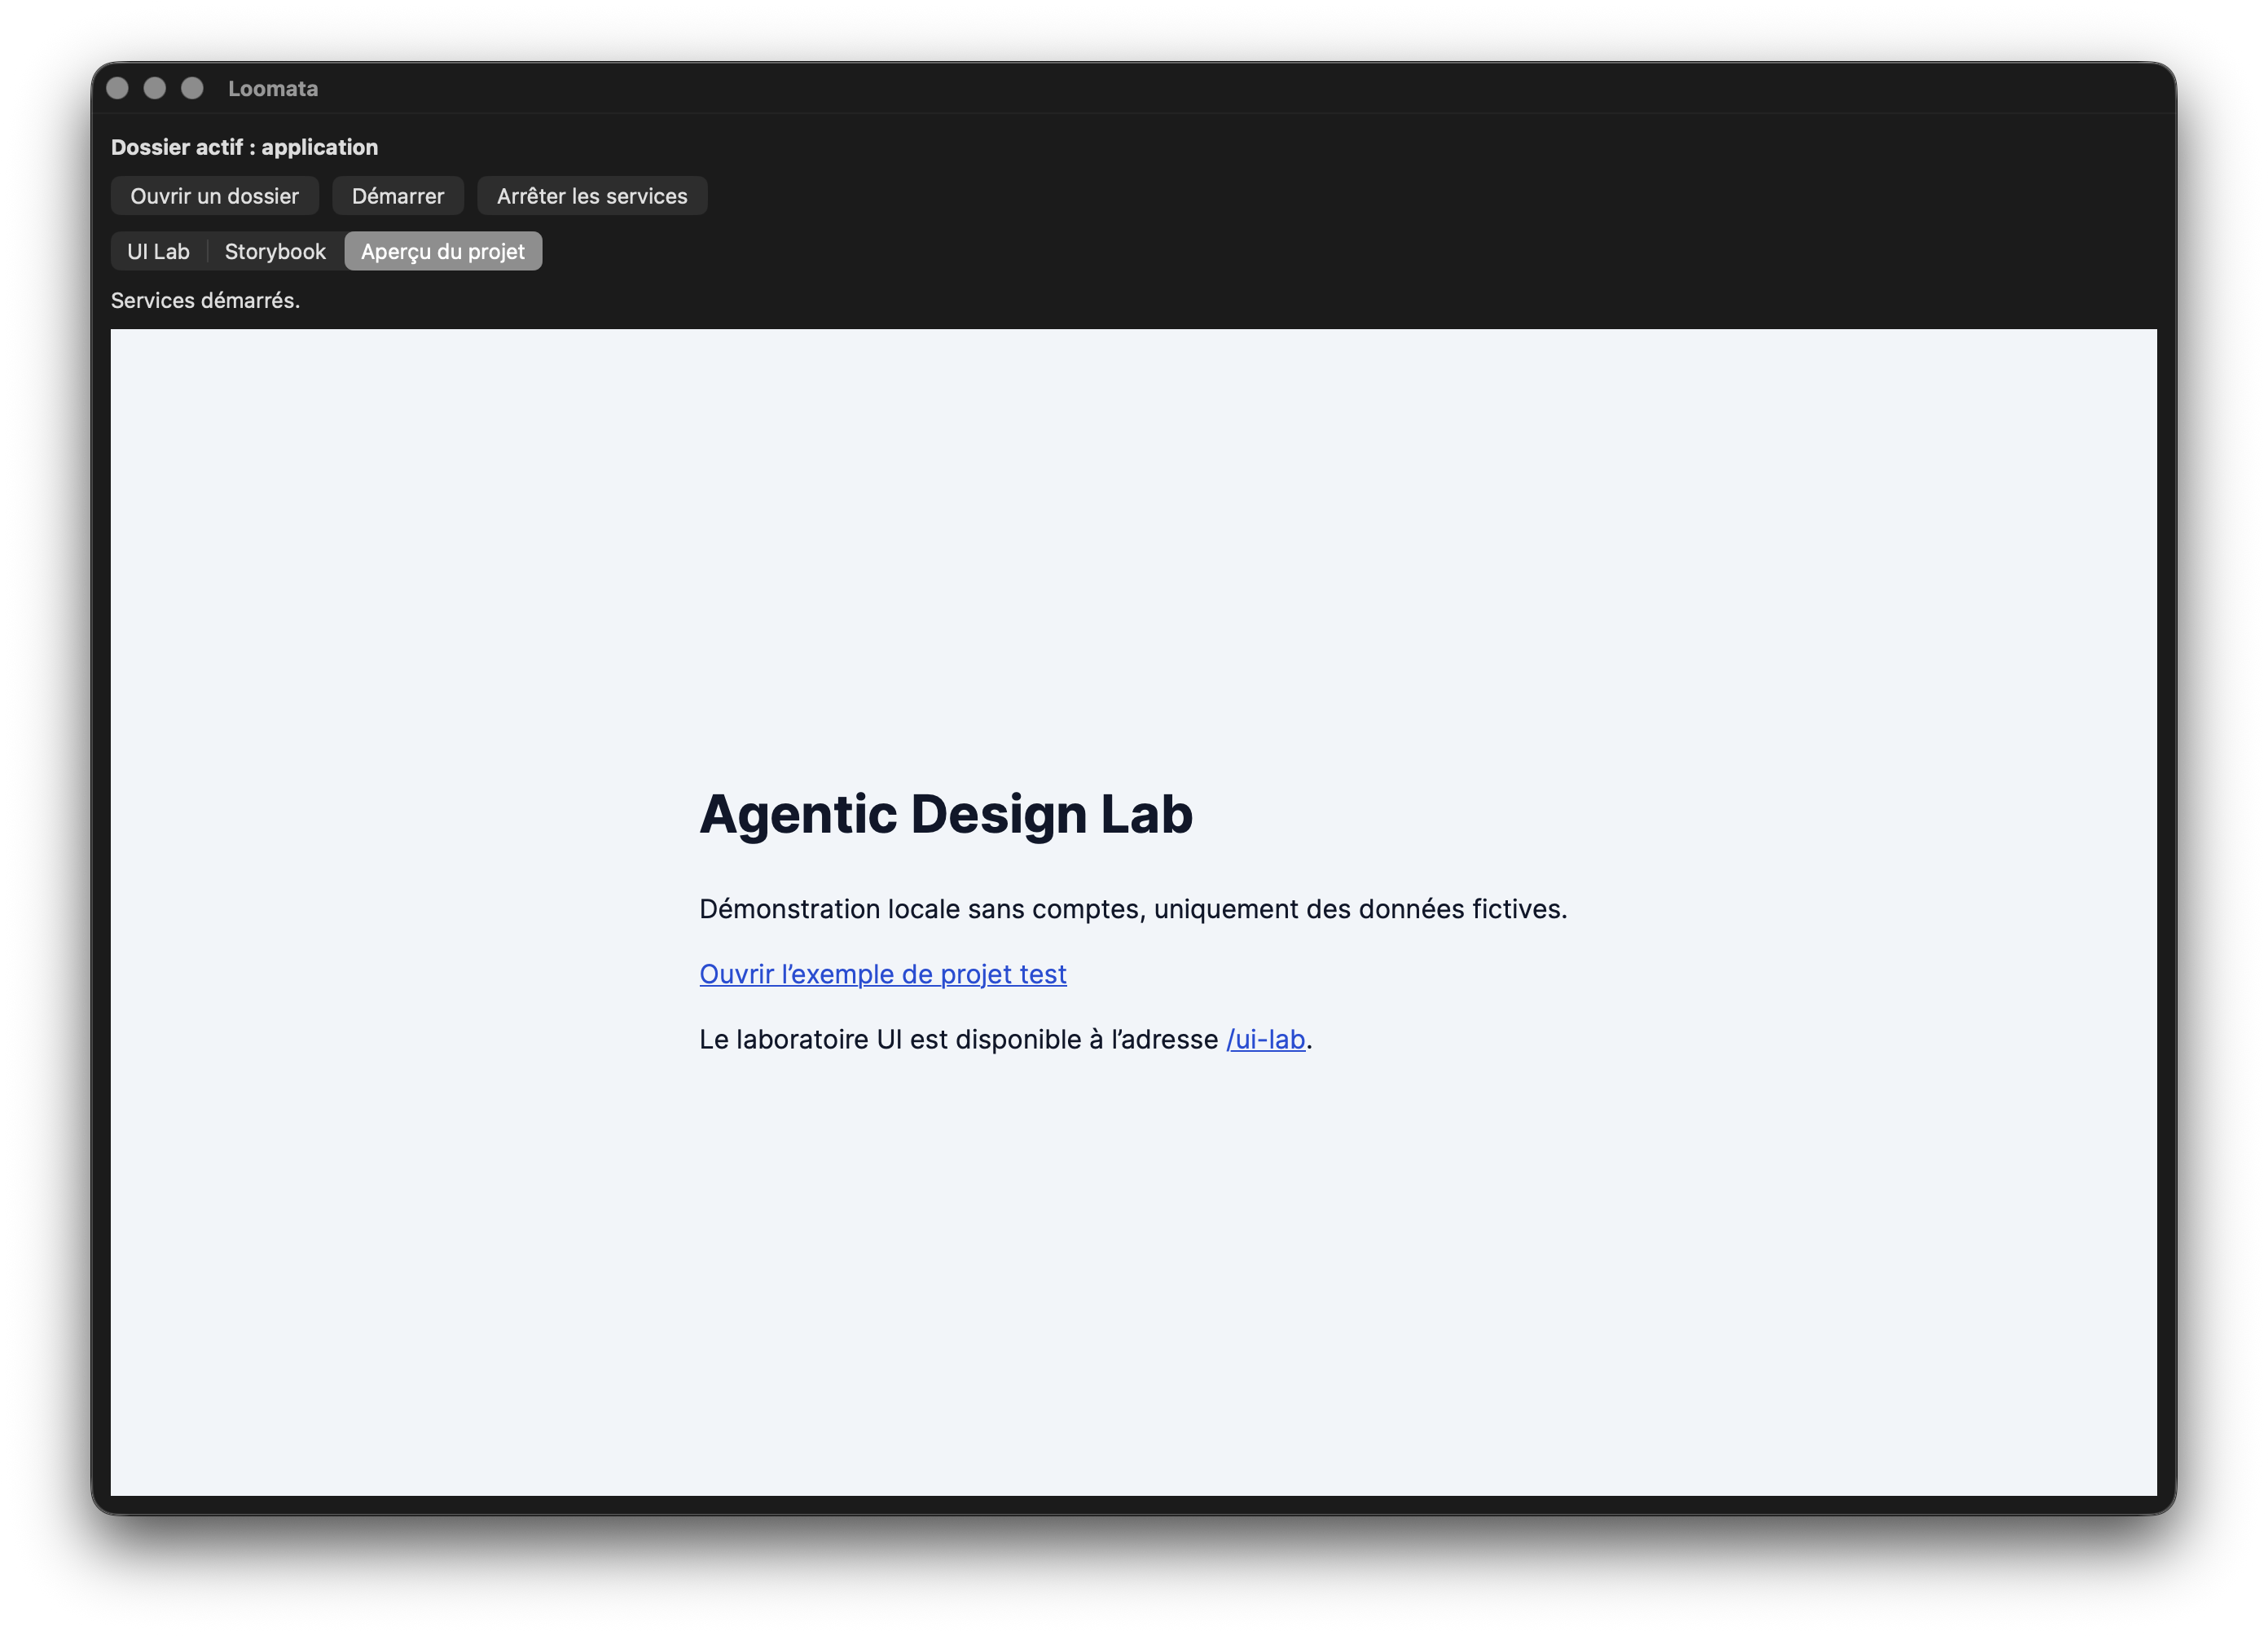 Loomata
Dossier actif : application
Ouvrir un dossier Démarrer Arrêter les services
UI Lab Storybook Aperçu du projet
Services démarrés.
Agentic Design Lab
Démonstration locale sans comptes, uniquement des données fictives.
Ouvrir l’exemple de projet test
Le laboratoire UI est disponible à l’adresse /ui-lab.